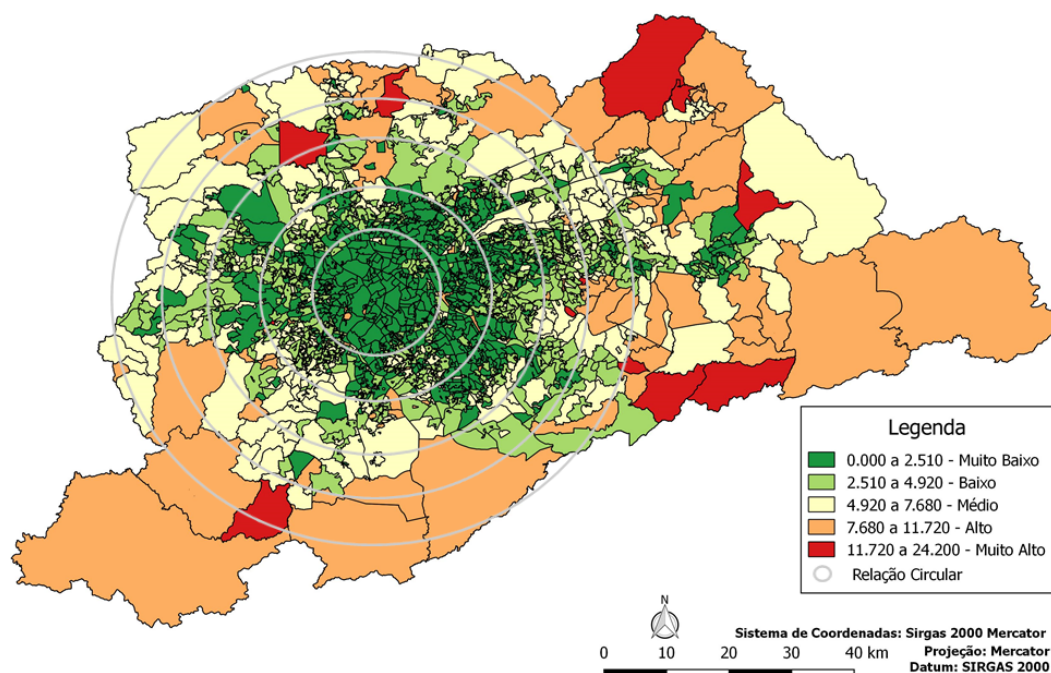 Legenda
0.000 a 2.510 - Muito Baixo
2.510 a 4.920 - Baixo
4.920 a 7.680 - Médio
7.680 a 11.720 - Alto
11.720 a 24.200 - Muito Alto
Relação Circular
N
Sistema de Coordenadas: Sirgas 2000 Mercator
Projeção: Mercator
Datum: SIRGAS 2000
0 10 20 30 40 km